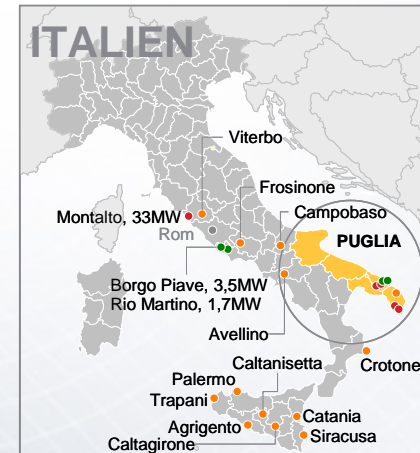 ITALIEN
Viterbo
Frosinone
Montalto, 33MW
Campobaso
Rom
PUGLIA
Borgo Piave, 3,5MW
Rio Martino, 1,7MW
Avellino
Caltanisetta
Crotone
Palermo
Trapani
Catania
Agrigento
Siracusa
Caltagirone